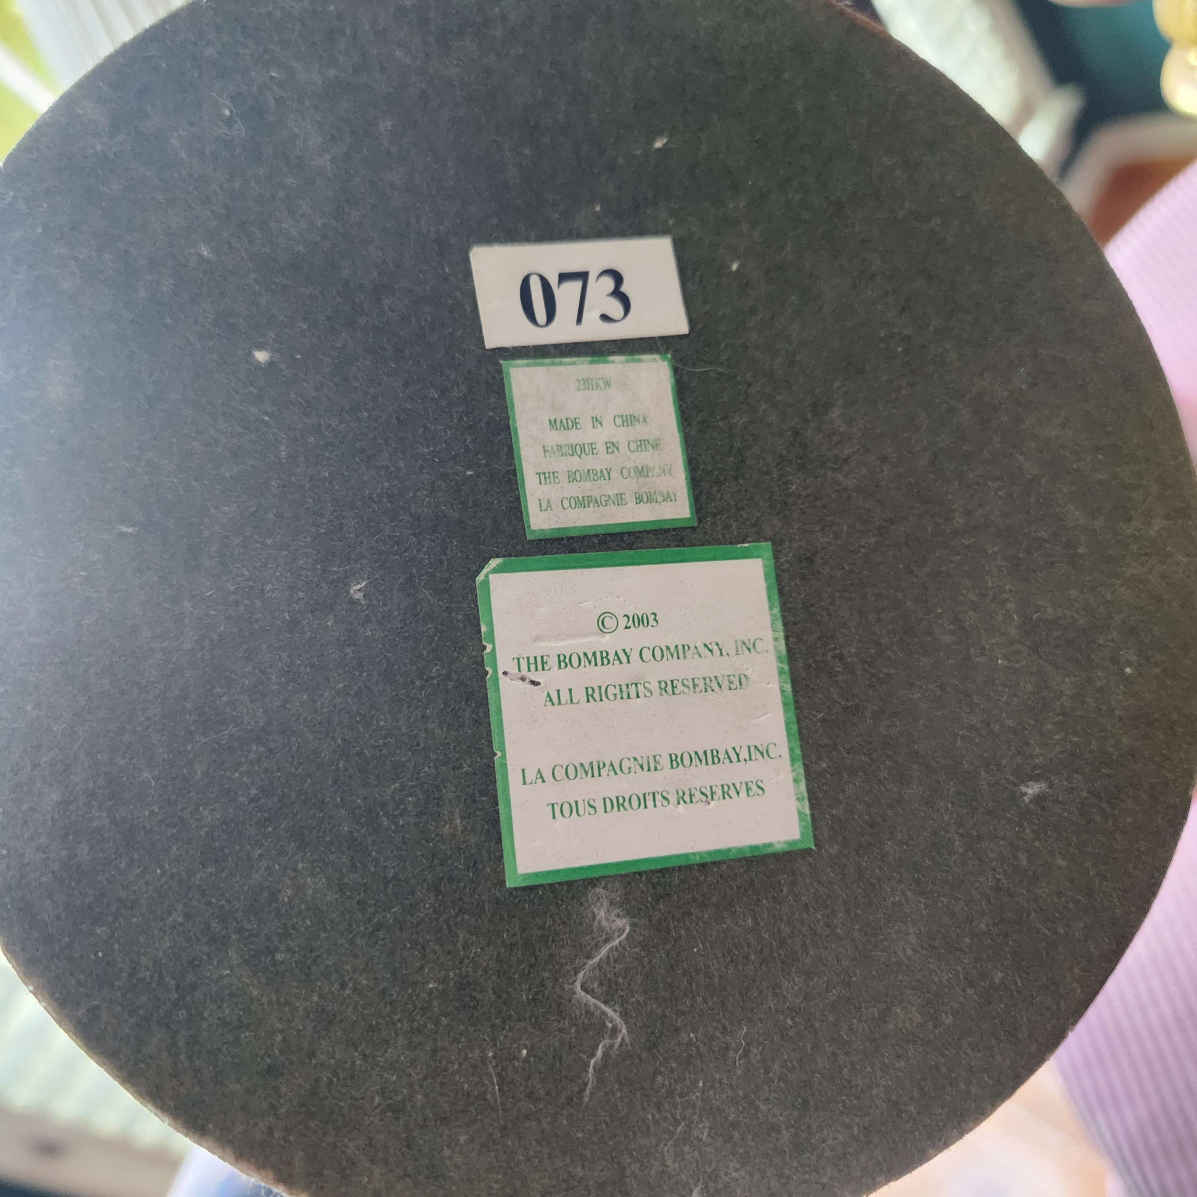 073
MADE IN CHINA
FABRIQUE EN CHINE
THE BOMBAY COMPANY
LA COMPAGNIE BOMBAY
© 2003
THE BOMBAY COMPANY, INC.
ALL RIGHTS RESERVED
LA COMPAGNIE BOMBAY,INC.
TOUS DROITS RESERVES